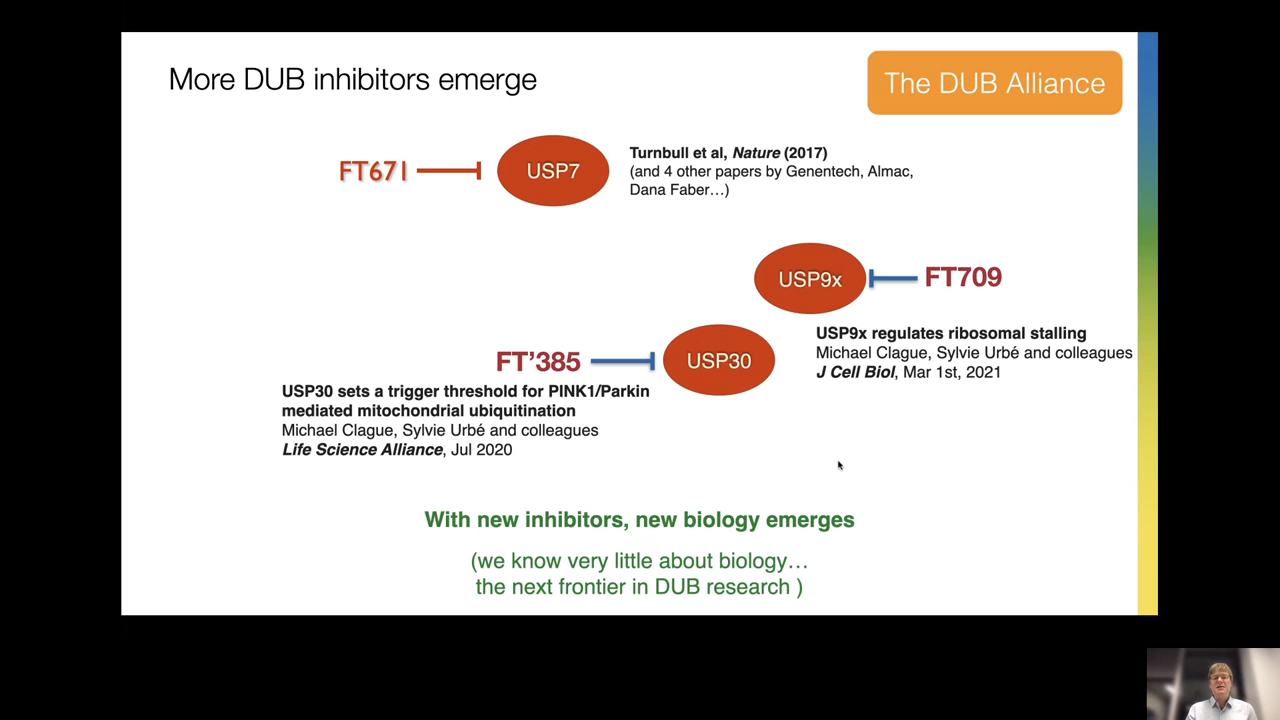 More DUB inhibitors emerge
The DUB Alliance
FT671
USP7
Turnbull et al, Nature (2017)
(and 4 other papers by Genentech, Almac,
Dana Faber…)
USP9x
FT709
USP9x regulates ribosomal stalling
Michael Clague, Sylvie Urbé and colleagues
J Cell Biol, Mar 1st, 2021
FT’385
USP30
USP30 sets a trigger threshold for PINK1/Parkin
mediated mitochondrial ubiquitination
Michael Clague, Sylvie Urbé and colleagues
Life Science Alliance, Jul 2020
With new inhibitors, new biology emerges
(we know very little about biology…
the next frontier in DUB research )